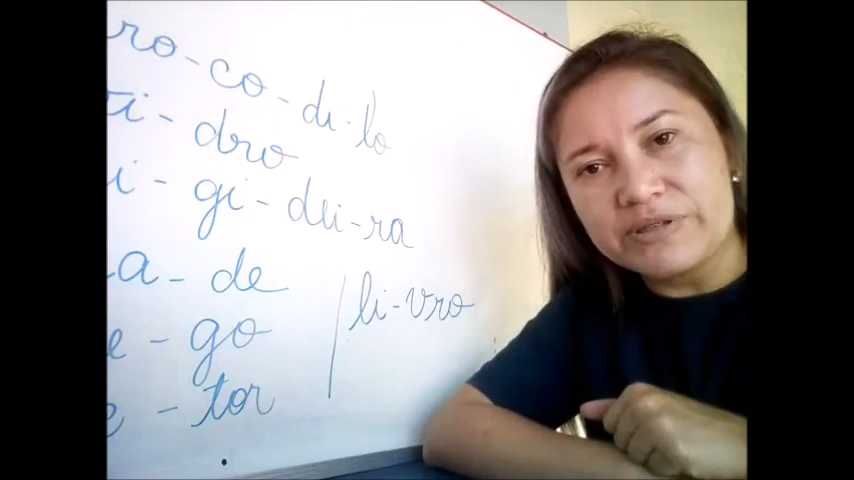 ro-co-di-lo
i-dro
i-gi-dei-ra
a-de
e-go li-vro
e-tor